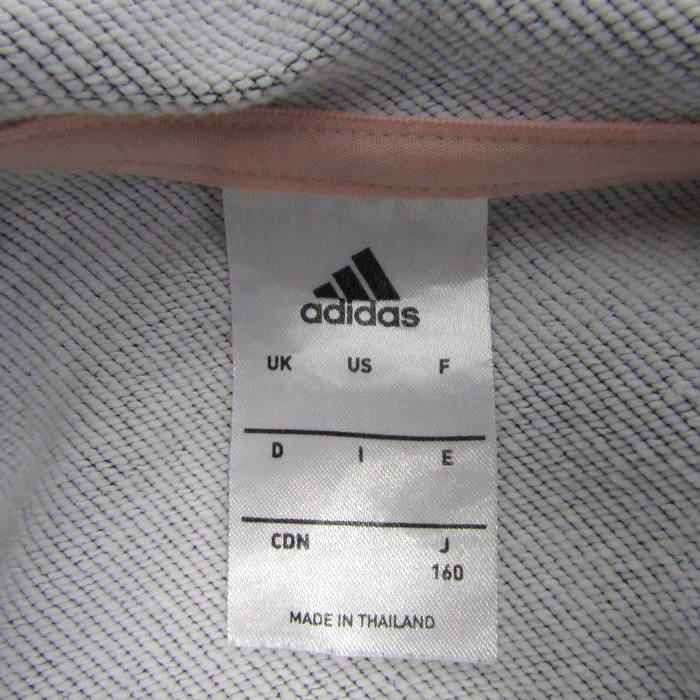 adidas
UK US F
D I E
CDN J
160
MADE IN THAILAND